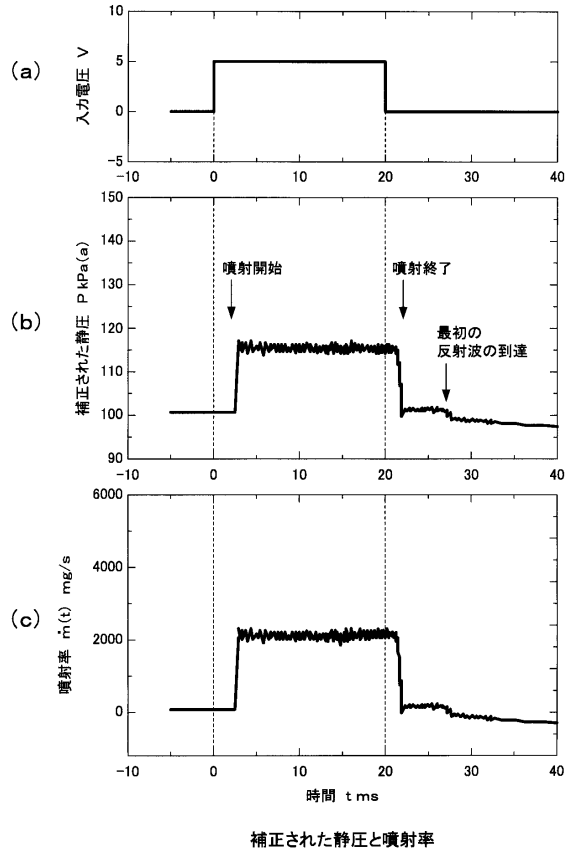 (a)
入力電圧 V
10
5
0
−5
−10 0 10 20 30 40
(b)
補正された静圧 P kPa(a)
150
140
130
120
110
100
90
噴射開始
噴射終了
最初の
反射波の到達
−10 0 10 20 30 40
(c)
噴射率 ṁ(t) mg/s
6000
4000
2000
0
−10 0 10 20 30 40
時間 t ms
補正された静圧と噴射率